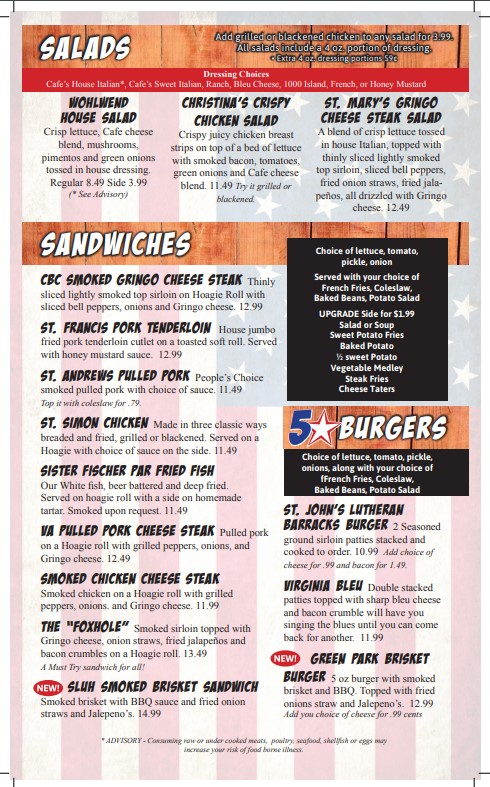 SALADS
Add grilled or blackened chicken to any salad for 3.99.
All salads include a 4 oz. portion of dressing.
• Extra 4 oz. dressing portions 59¢
Dressing Choices
Cafe's House Italian*, Cafe's Sweet Italian, Ranch, Bleu Cheese, 1000 Island, French, or Honey Mustard
WOHLWEND
HOUSE SALAD
Crisp lettuce, Cafe cheese
blend, mushrooms,
pimentos and green onions
tossed in house dressing.
Regular 8.49 Side 3.99
(* See Advisory)
CHRISTINA'S CRISPY
CHICKEN SALAD
Crispy juicy chicken breast
strips on top of a bed of lettuce
with smoked bacon, tomatoes,
green onions and Cafe cheese
blend. 11.49 Try it grilled or
blackened.
ST. MARY'S GRINGO
CHEESE STEAK SALAD
A blend of crisp lettuce tossed
in house Italian, topped with
thinly sliced lightly smoked
top sirloin, sliced bell peppers,
fried onion straws, fried jala-
peños, all drizzled with Gringo
cheese. 12.49
SANDWICHES
CBC SMOKED GRINGO CHEESE STEAK Thinly
sliced lightly smoked top sirloin on Hoagie Roll with
sliced bell peppers, onions and Gringo cheese. 12.99
ST. FRANCIS PORK TENDERLOIN House jumbo
fried pork tenderloin cutlet on a toasted soft roll. Served
with honey mustard sauce. 12.99
ST. ANDREWS PULLED PORK People's Choice
smoked pulled pork with choice of sauce. 11.49
Top it with coleslaw for .79.
ST. SIMON CHICKEN Made in three classic ways
breaded and fried, grilled or blackened. Served on a
Hoagie with choice of sauce on the side. 11.49
SISTER FISCHER PAR FRIED FISH
Our White fish, beer battered and deep fried.
Served on hoagie roll with a side on homemade
tartar. Smoked upon request. 11.49
VA PULLED PORK CHEESE STEAK Pulled pork
on a Hoagie roll with grilled peppers, onions, and
Gringo cheese. 12.49
SMOKED CHICKEN CHEESE STEAK
Smoked chicken on a Hoagie roll with grilled
peppers, onions. and Gringo cheese. 11.99
THE "FOXHOLE" Smoked sirloin topped with
Gringo cheese, onion straws, fried jalapeños and
bacon crumbles on a Hoagie roll. 13.49
A Must Try sandwich for all!
NEW! SLUH SMOKED BRISKET SANDWICH
Smoked brisket with BBQ sauce and fried onion
straws and Jalepeno's. 14.99
Choice of lettuce, tomato,
pickle, onion
Served with your choice of
French Fries, Coleslaw,
Baked Beans, Potato Salad
UPGRADE Side for $1.99
Salad or Soup
Sweet Potato Fries
Baked Potato
½ sweet Potato
Vegetable Medley
Steak Fries
Cheese Taters
5 BURGERS
Choice of lettuce, tomato, pickle,
onions, along with your choice of
fFrench Fries, Coleslaw,
Baked Beans, Potato Salad
ST. JOHN'S LUTHERAN
BARRACKS BURGER 2 Seasoned
ground sirloin patties stacked and
cooked to order. 10.99 Add choice of
cheese for .99 and bacon for 1.49.
VIRGINIA BLEU Double stacked
patties topped with sharp bleu cheese
and bacon crumble will have you
singing the blues until you can come
back for another. 11.99
NEW! GREEN PARK BRISKET
BURGER 5 oz burger with smoked
brisket and BBQ. Topped with fried
onions straw and Jalepeno's. 12.99
Add you choice of cheese for .99 cents
* ADVISORY - Consuming raw or under cooked meats, poultry, seafood, shellfish or eggs may
increase your risk of food borne illness.